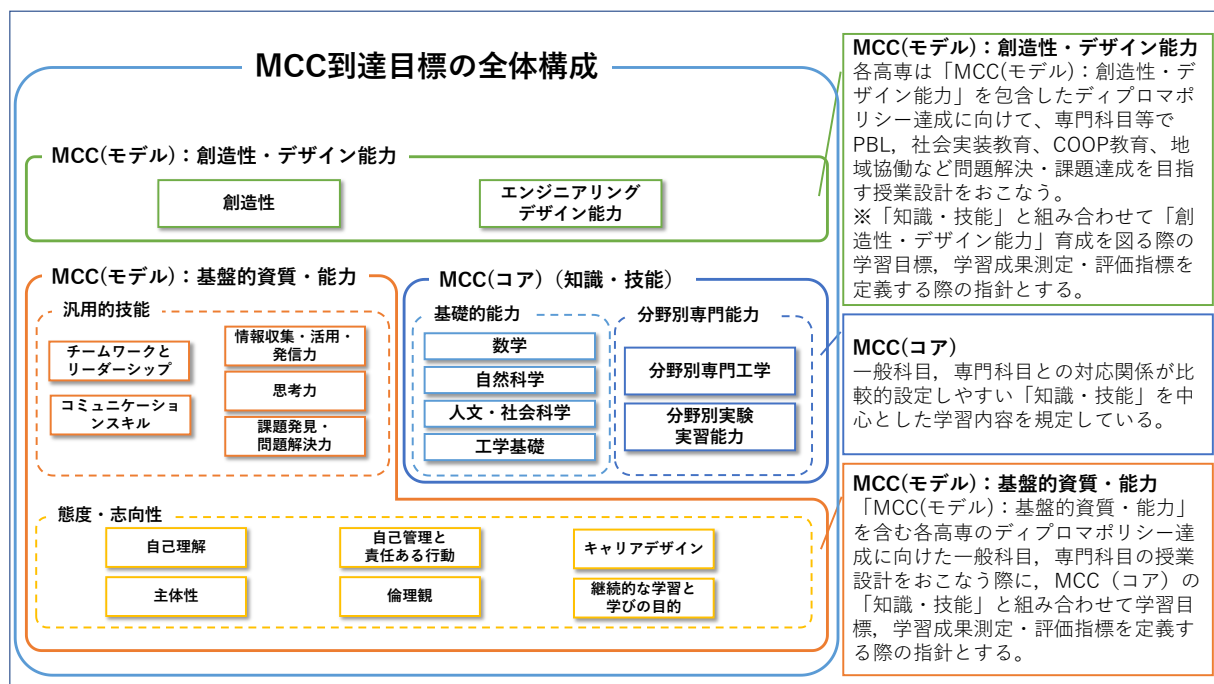 MCC到達目標の全体構成
MCC(モデル)：創造性・デザイン能力
創造性
エンジニアリング
デザイン能力
MCC(モデル)：基盤的資質・能力
汎用的技能
チームワークと
リーダーシップ
コミュニケーショ
ンスキル
情報収集・活用・
発信力
思考力
課題発見・
問題解決力
MCC(コア)（知識・技能）
基礎的能力
数学
自然科学
人文・社会科学
工学基礎
分野別専門能力
分野別専門工学
分野別実験
実習能力
態度・志向性
自己理解
自己管理と
責任ある行動
キャリアデザイン
主体性
倫理観
継続的な学習と
学びの目的
MCC(モデル)：創造性・デザイン能力
各高専は「MCC(モデル)：創造性・デ
ザイン能力」を包含したディプロマポ
リシー達成に向けて、専門科目等で
PBL，社会実装教育、COOP教育、地
域協働など問題解決・課題達成を目指
す授業設計をおこなう。
※「知識・技能」と組み合わせて「創
造性・デザイン能力」育成を図る際の
学習目標，学習成果測定・評価指標を
定義する際の指針とする。
MCC(コア)
一般科目，専門科目との対応関係が比
較的設定しやすい「知識・技能」を中
心とした学習内容を規定している。
MCC(モデル)：基盤的資質・能力
「MCC(モデル)：基盤的資質・能力」
を含む各高専のディプロマポリシー達
成に向けた一般科目，専門科目の授業
設計をおこなう際に，MCC（コア）の
「知識・技能」と組み合わせて学習目
標，学習成果測定・評価指標を定義す
る際の指針とする。